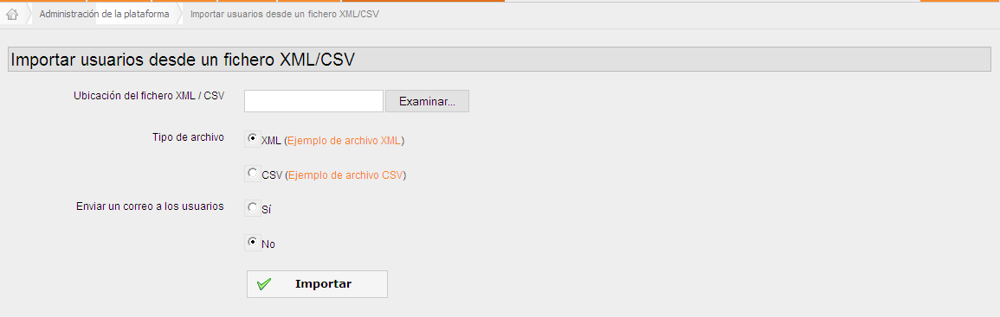 Administración de la plataforma Importar usuarios desde un fichero XML/CSV
Importar usuarios desde un fichero XML/CSV
Ubicación del fichero XML / CSV Examinar...
Tipo de archivo XML (Ejemplo de archivo XML)
CSV (Ejemplo de archivo CSV)
Enviar un correo a los usuarios Sí
No
Importar